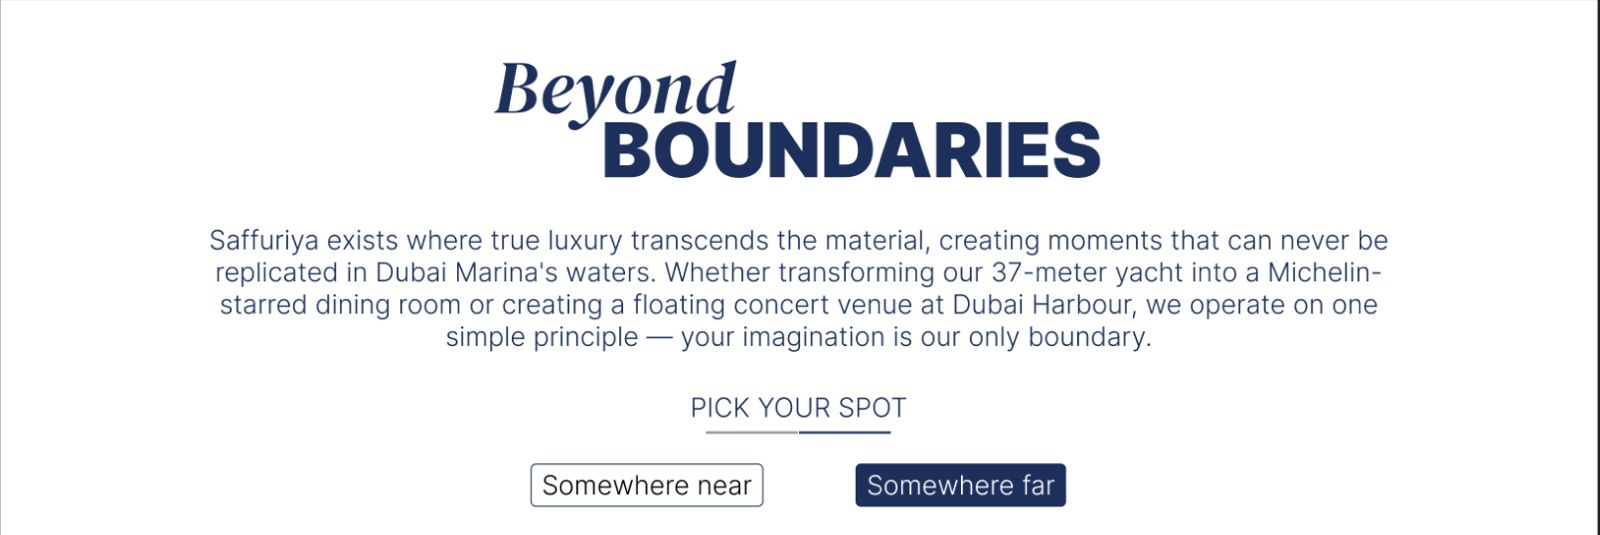 Beyond
BOUNDARIES
Saffuriya exists where true luxury transcends the material, creating moments that can never be
replicated in Dubai Marina's waters. Whether transforming our 37-meter yacht into a Michelin-
starred dining room or creating a floating concert venue at Dubai Harbour, we operate on one
simple principle — your imagination is our only boundary.
PICK YOUR SPOT
Somewhere near
Somewhere far